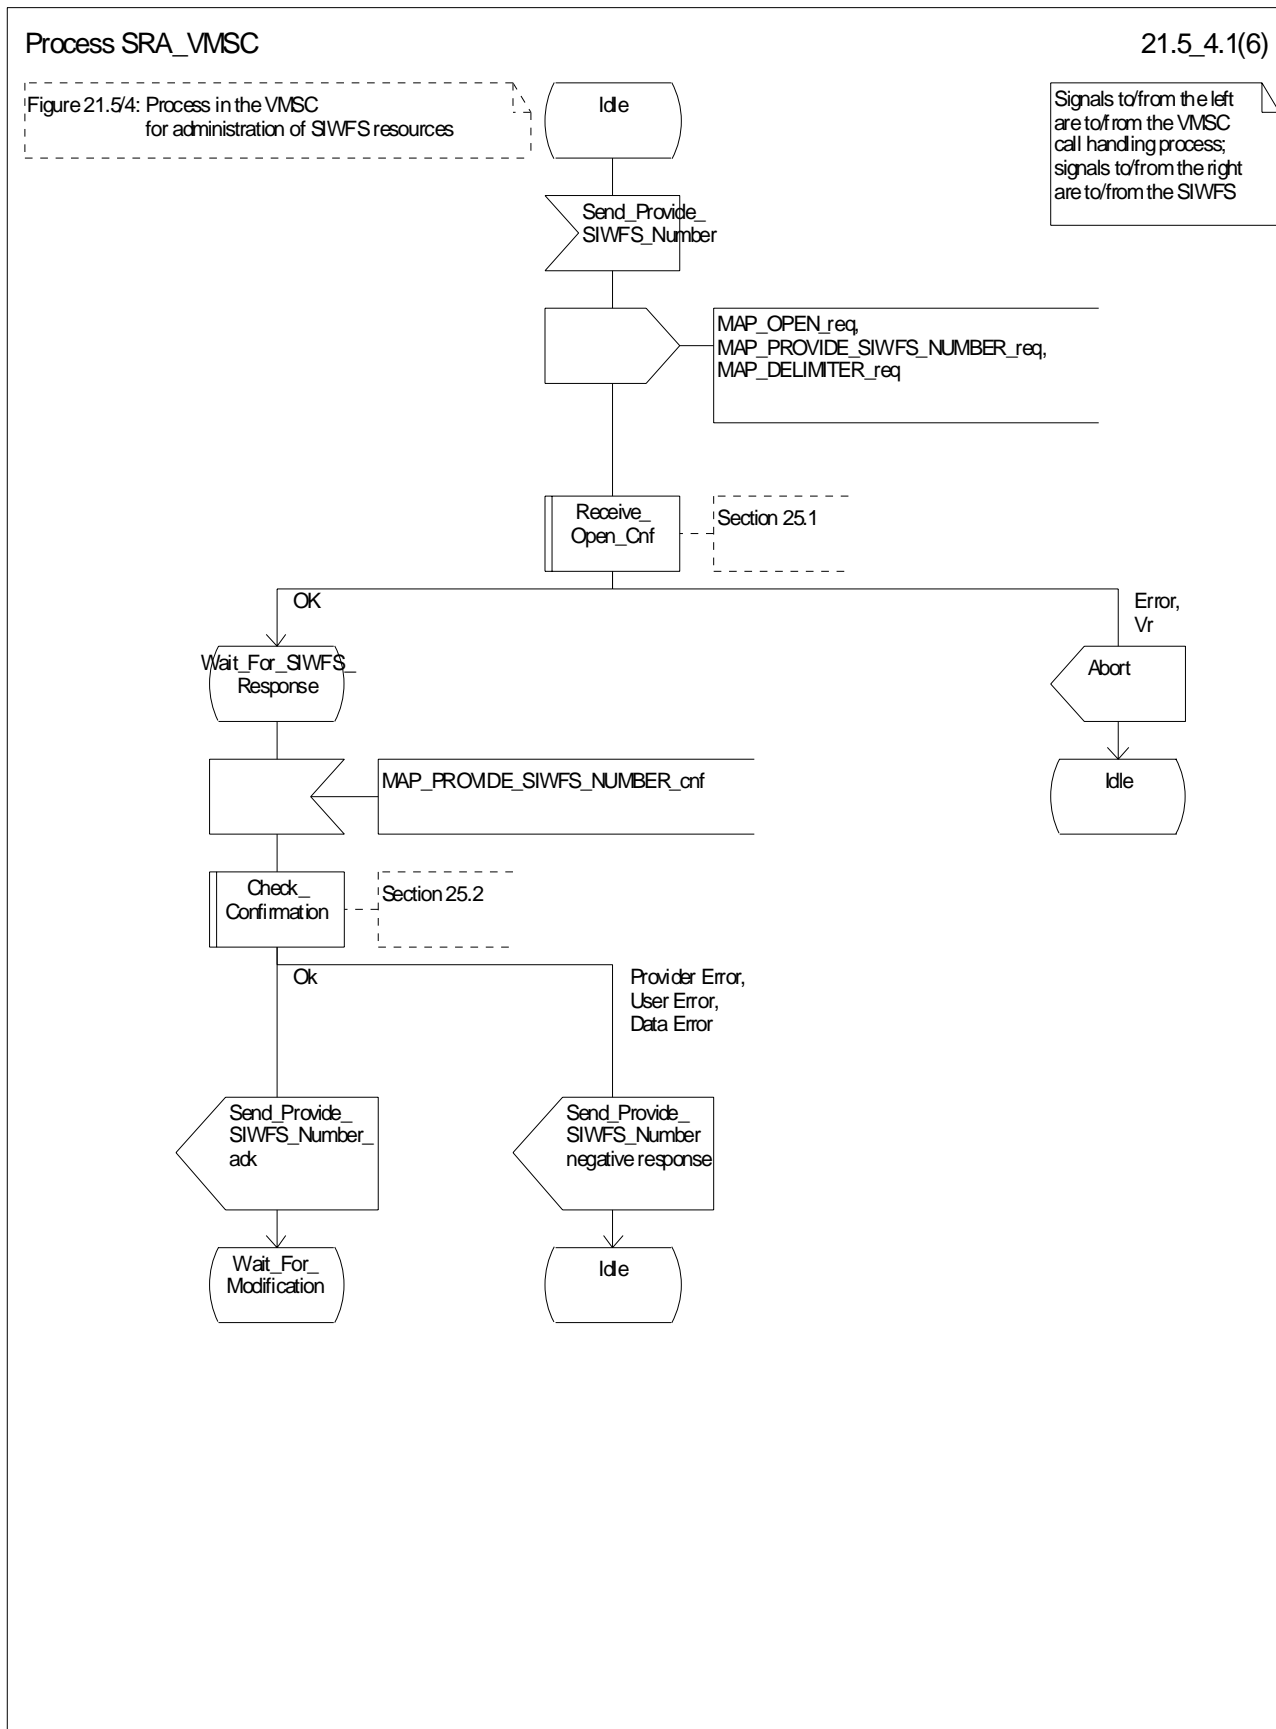 Process SRA_VMSC
21.5_4.1(6)
Figure 21.5/4: Process in the VMSC
for administration of SIWFS resources
Idle
Signals to/from the left
are to/from the VMSC
call handling process;
signals to/from the right
are to/from the SIWFS
Send_Provide_
SIWFS_Number
MAP_OPEN_req,
MAP_PROVIDE_SIWFS_NUMBER_req,
MAP_DELIMITER_req
Receive_
Open_Cnf
Section 25.1
OK
Error,
Vr
Wait_For_SIWFS_
Response
Abort
MAP_PROVIDE_SIWFS_NUMBER_cnf
Idle
Check_
Confirmation
Section 25.2
Ok
Provider Error,
User Error,
Data Error
Send_Provide_
SIWFS_Number_
ack
Send_Provide_
SIWFS_Number
negative response
Wait_For_
Modification
Idle